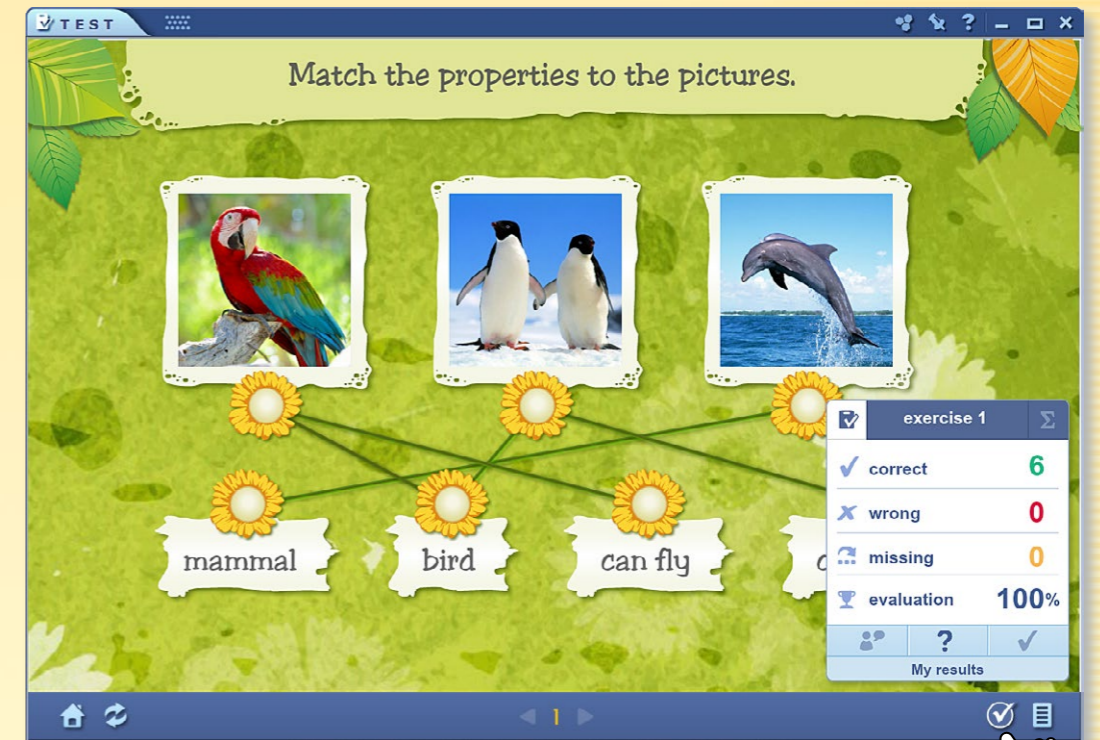 TEST
?
Match the properties to the pictures.
exercise 1
Σ
correct 6
wrong 0
missing 0
evaluation 100%
mammal
bird
can fly
?
My results
1